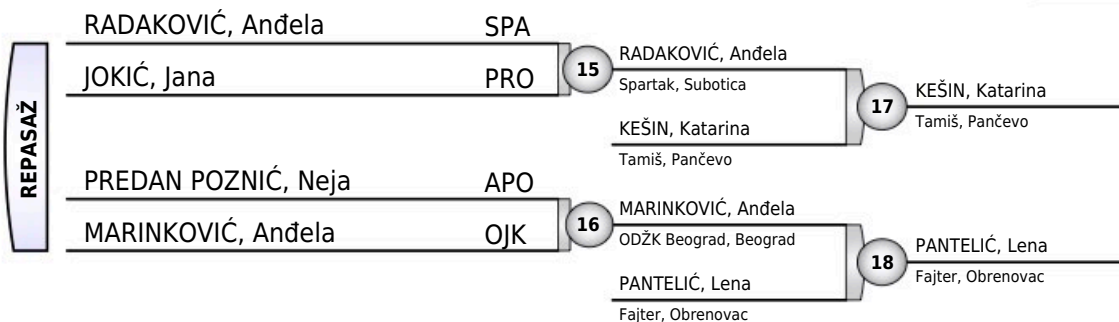 REPASAŽ
RADAKOVIĆ, Anđela SPA
JOKIĆ, Jana PRO
15
RADAKOVIĆ, Anđela
Spartak, Subotica
KEŠIN, Katarina
Tamiš, Pančevo
17
KEŠIN, Katarina
Tamiš, Pančevo
PREDAN POZNIĆ, Neja APO
MARINKOVIĆ, Anđela OJK
16
MARINKOVIĆ, Anđela
ODŽK Beograd, Beograd
PANTELIĆ, Lena
Fajter, Obrenovac
18
PANTELIĆ, Lena
Fajter, Obrenovac